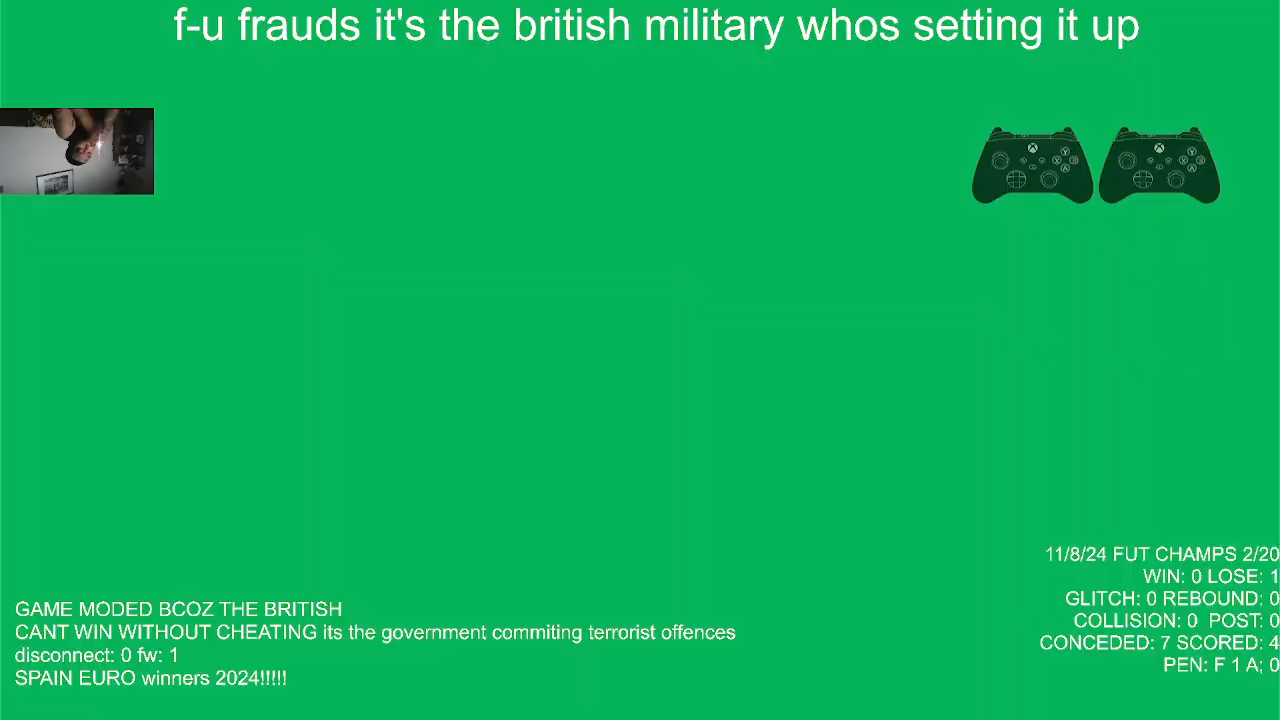 f-u frauds it's the british military whos setting it up
11/8/24 FUT CHAMPS 2/20
WIN: 0 LOSE: 1
GLITCH: 0 REBOUND: 0
COLLISION: 0 POST: 0
CONCEDED: 7 SCORED: 4
PEN: F 1 A; 0
GAME MODED BCOZ THE BRITISH
CANT WIN WITHOUT CHEATING its the government commiting terrorist offences
disconnect: 0 fw: 1
SPAIN EURO winners 2024!!!!!